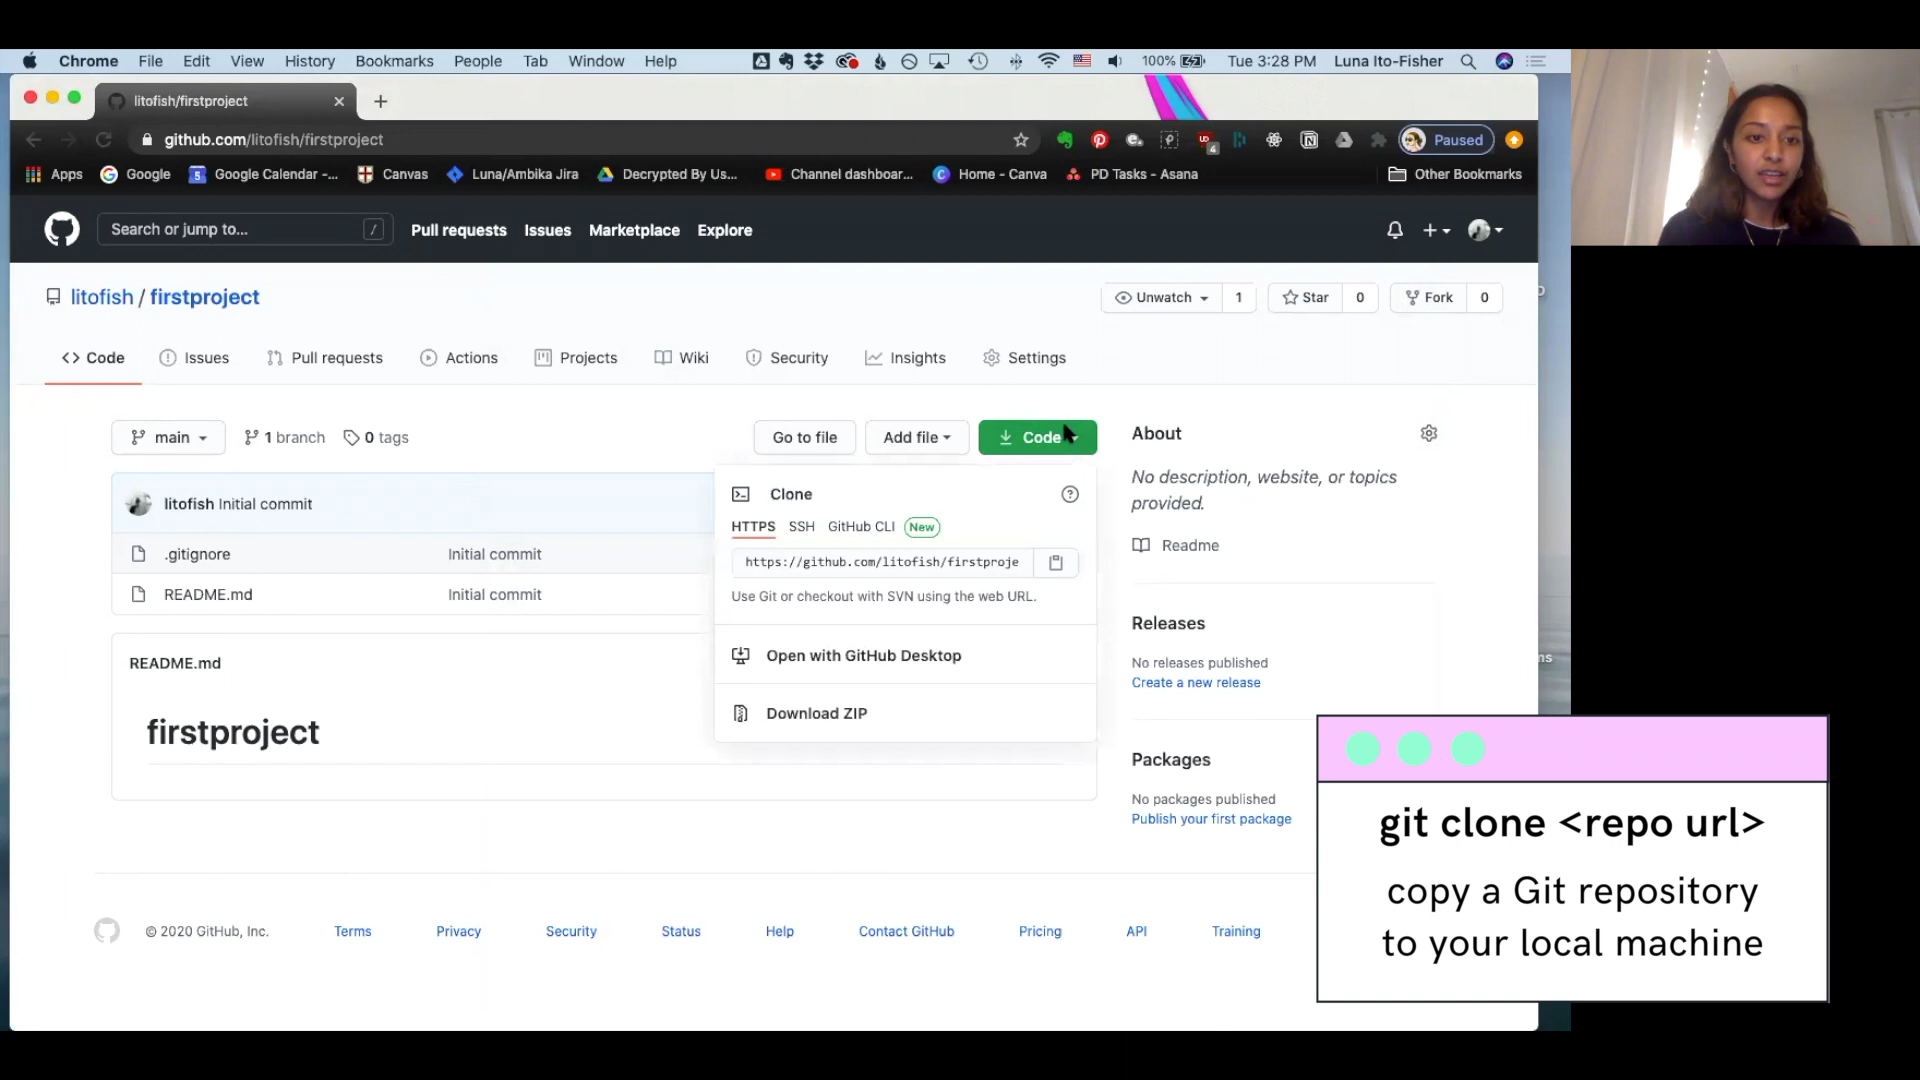 Chrome File Edit View History Bookmarks People Tab Window Help 100% Tue 3:28 PM Luna Ito-Fisher
litofish/firstproject
github.com/litofish/firstproject Paused
Apps Google Google Calendar -... Canvas Luna/Ambika Jira Decrypted By Us... Channel dashboar... Home - Canva PD Tasks - Asana Other Bookmarks
Search or jump to... / Pull requests Issues Marketplace Explore
litofish / firstproject Unwatch 1 Star 0 Fork 0
Code Issues Pull requests Actions Projects Wiki Security Insights Settings
main 1 branch 0 tags Go to file Add file Code
litofish Initial commit
.gitignore Initial commit
README.md Initial commit
README.md
firstproject
Clone
HTTPS SSH GitHub CLI New
https://github.com/litofish/firstproje
Use Git or checkout with SVN using the web URL.
Open with GitHub Desktop
Download ZIP
About
No description, website, or topics
provided.
Readme
Releases
No releases published
Create a new release
Packages
No packages published
Publish your first package
© 2020 GitHub, Inc. Terms Privacy Security Status Help Contact GitHub Pricing API Training
git clone <repo url>
copy a Git repository
to your local machine